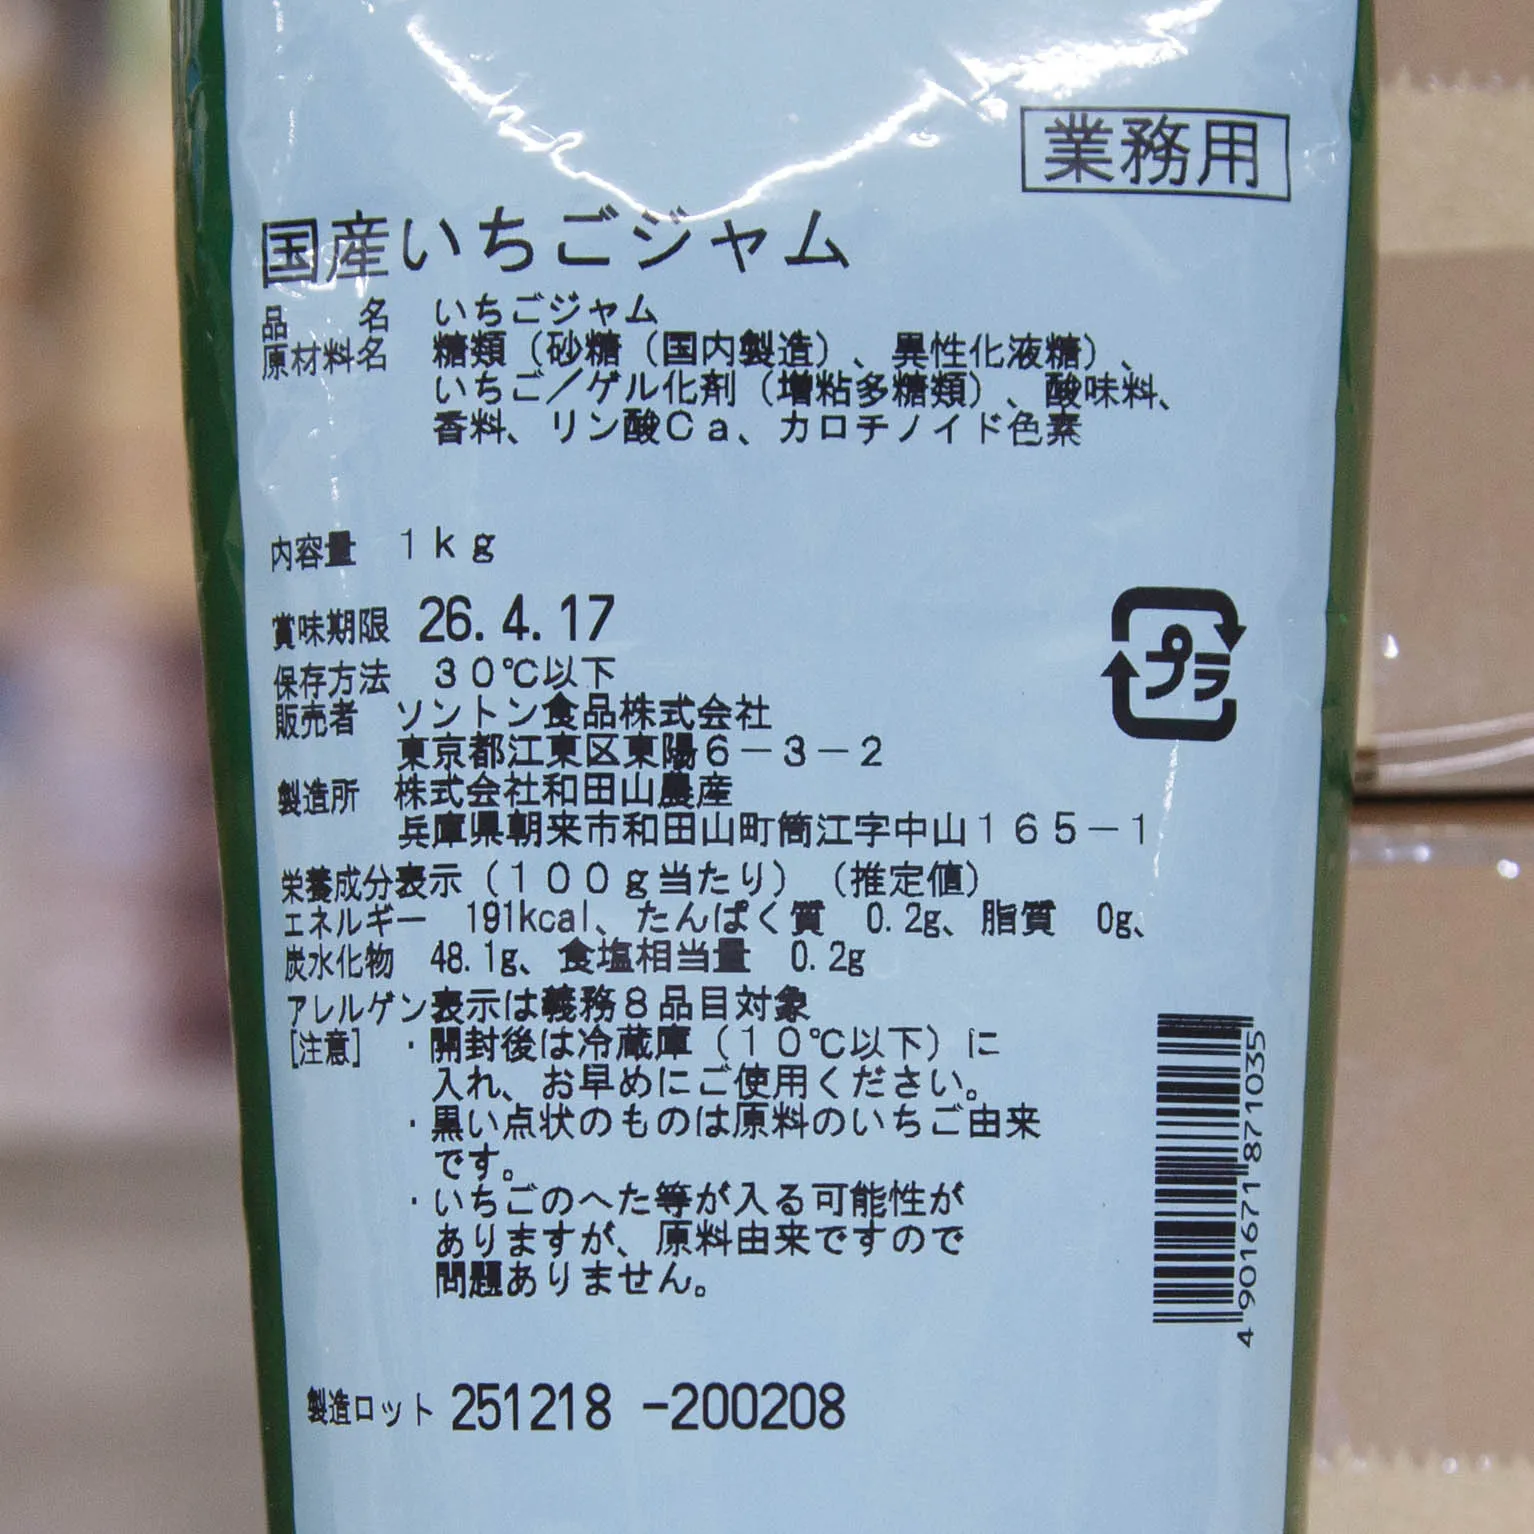 業務用
国産いちごジャム
品名 いちごジャム
原材料名 糖類(砂糖(国内製造)、異性化液糖)、
いちご/ゲル化剤(増粘多糖類)、酸味料、
香料、リン酸Ca、カロチノイド色素
内容量 1kg
賞味期限 26.4.17
保存方法 30℃以下
販売者 ソントン食品株式会社
東京都江東区東陽6-3-2
製造所 株式会社和田山農産
兵庫県朝来市和田山町筒江字中山165-1
プラ
栄養成分表示(100g当たり)(推定値)
エネルギー 191kcal、たんぱく質 0.2g、脂質 0g、
炭水化物 48.1g、食塩相当量 0.2g
アレルゲン表示は義務8品目対象
[注意] ・開封後は冷蔵庫(10℃以下)に
入れ、お早めにご使用ください。
・黒い点状のものは原料のいちご由来
です。
・いちごのへた等が入る可能性が
ありますが、原料由来ですので
問題ありません。
4901671871035
製造ロット 251218 -200208